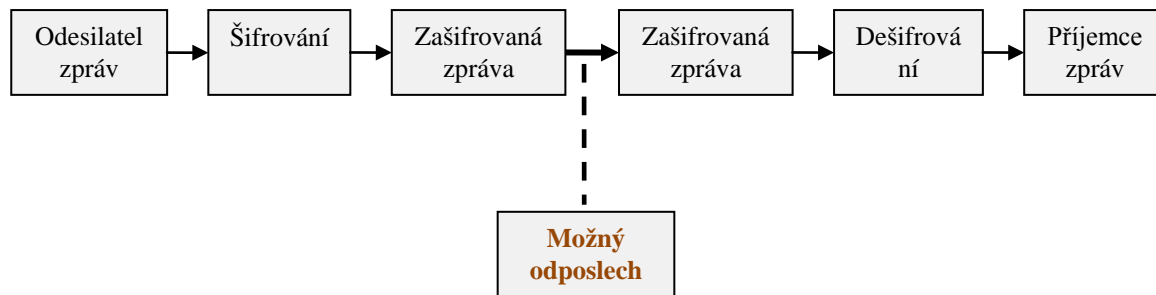 Odesilatel
zpráv
Šifrování
Zašifrovaná
zpráva
Zašifrovaná
zpráva
Dešifrová
ní
Příjemce
zpráv
Možný
odposlech